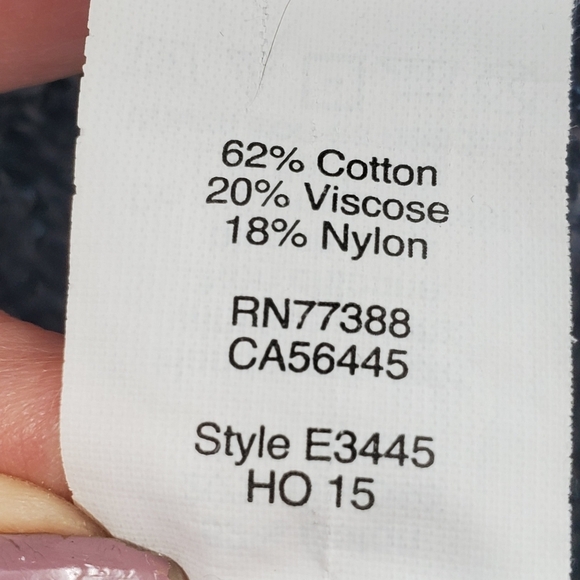 62% Cotton
20% Viscose
18% Nylon
RN77388
CA56445
Style E3445
HO 15